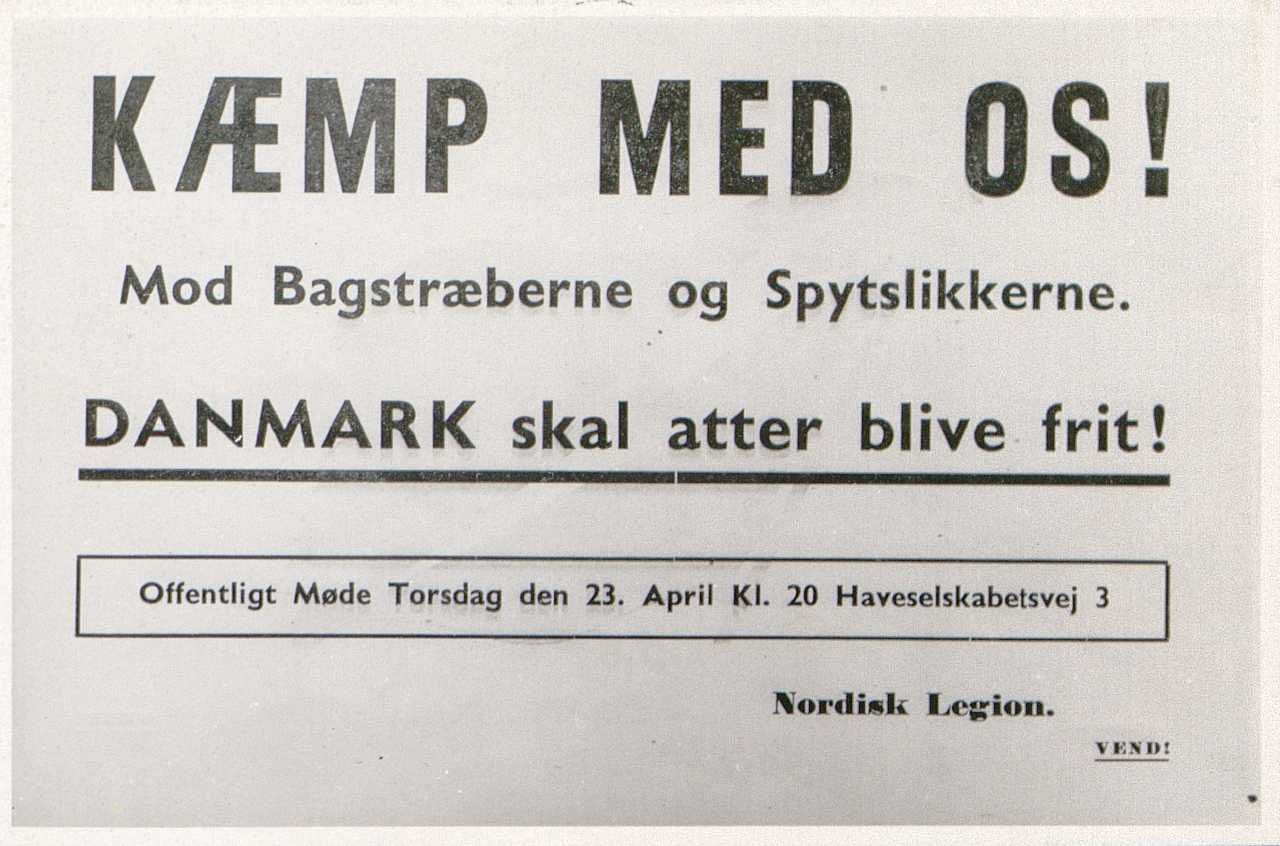 KÆMP MED OS!
Mod Bagstræberne og Spytslikkerne.
DANMARK skal atter blive frit!
Offentligt Møde Torsdag den 23. April Kl. 20 Haveselskabetsvej 3
Nordisk Legion.
VEND!